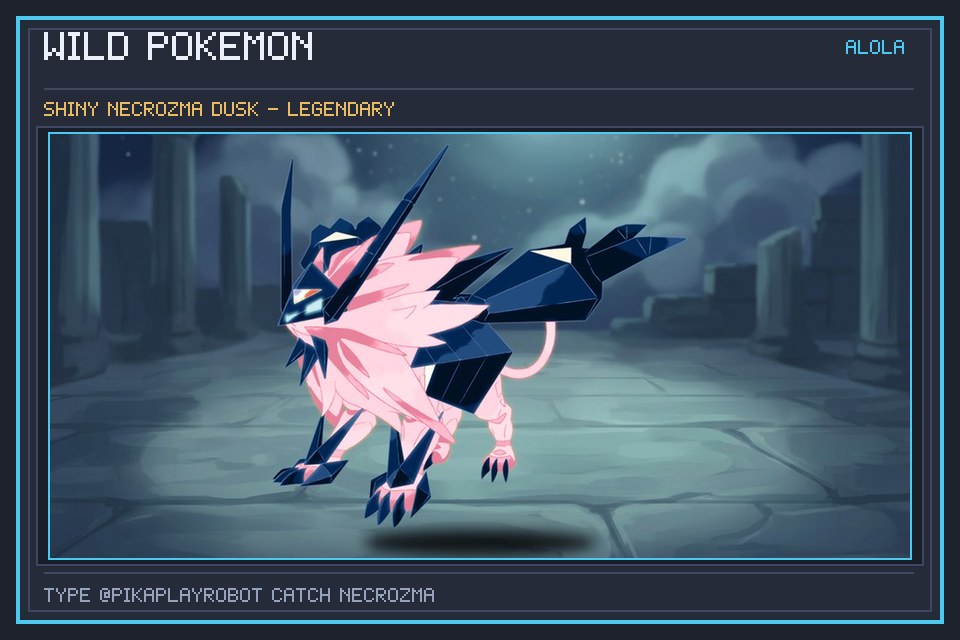 WILD POKEMON
ALOLA
SHINY NECROZMA DUSK - LEGENDARY
TYPE @PIKAPLAYROBOT CATCH NECROZMA